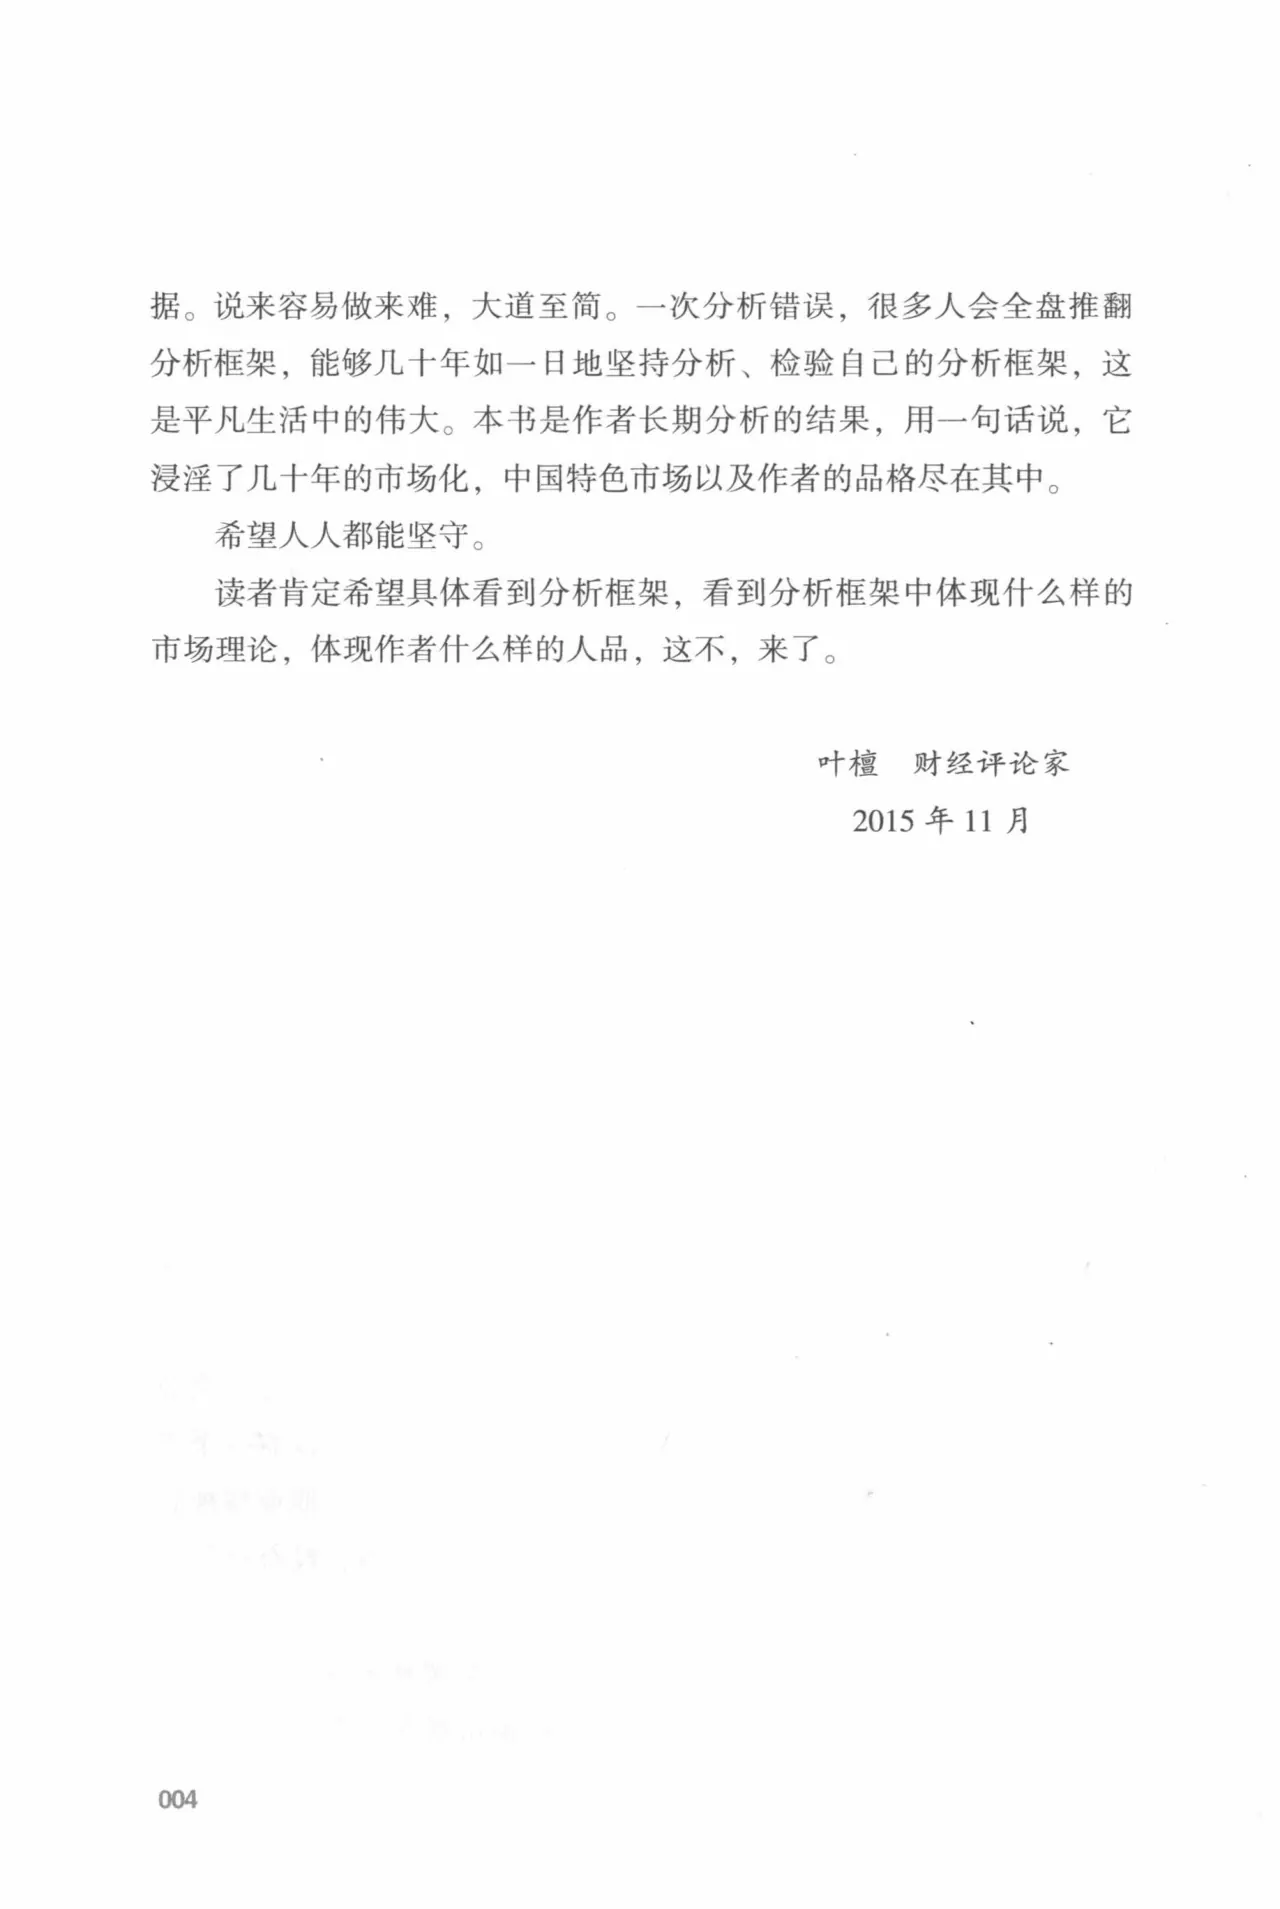 据。说来容易做来难，大道至简。一次分析错误，很多人会全盘推翻
分析框架，能够几十年如一日地坚持分析、检验自己的分析框架，这
是平凡生活中的伟大。本书是作者长期分析的结果，用一句话说，它
浸淫了几十年的市场化，中国特色市场以及作者的品格尽在其中。
希望人人都能坚守。
读者肯定希望具体看到分析框架，看到分析框架中体现什么样的
市场理论，体现作者什么样的人品，这不，来了。
叶檀　财经评论家
2015 年 11 月
004